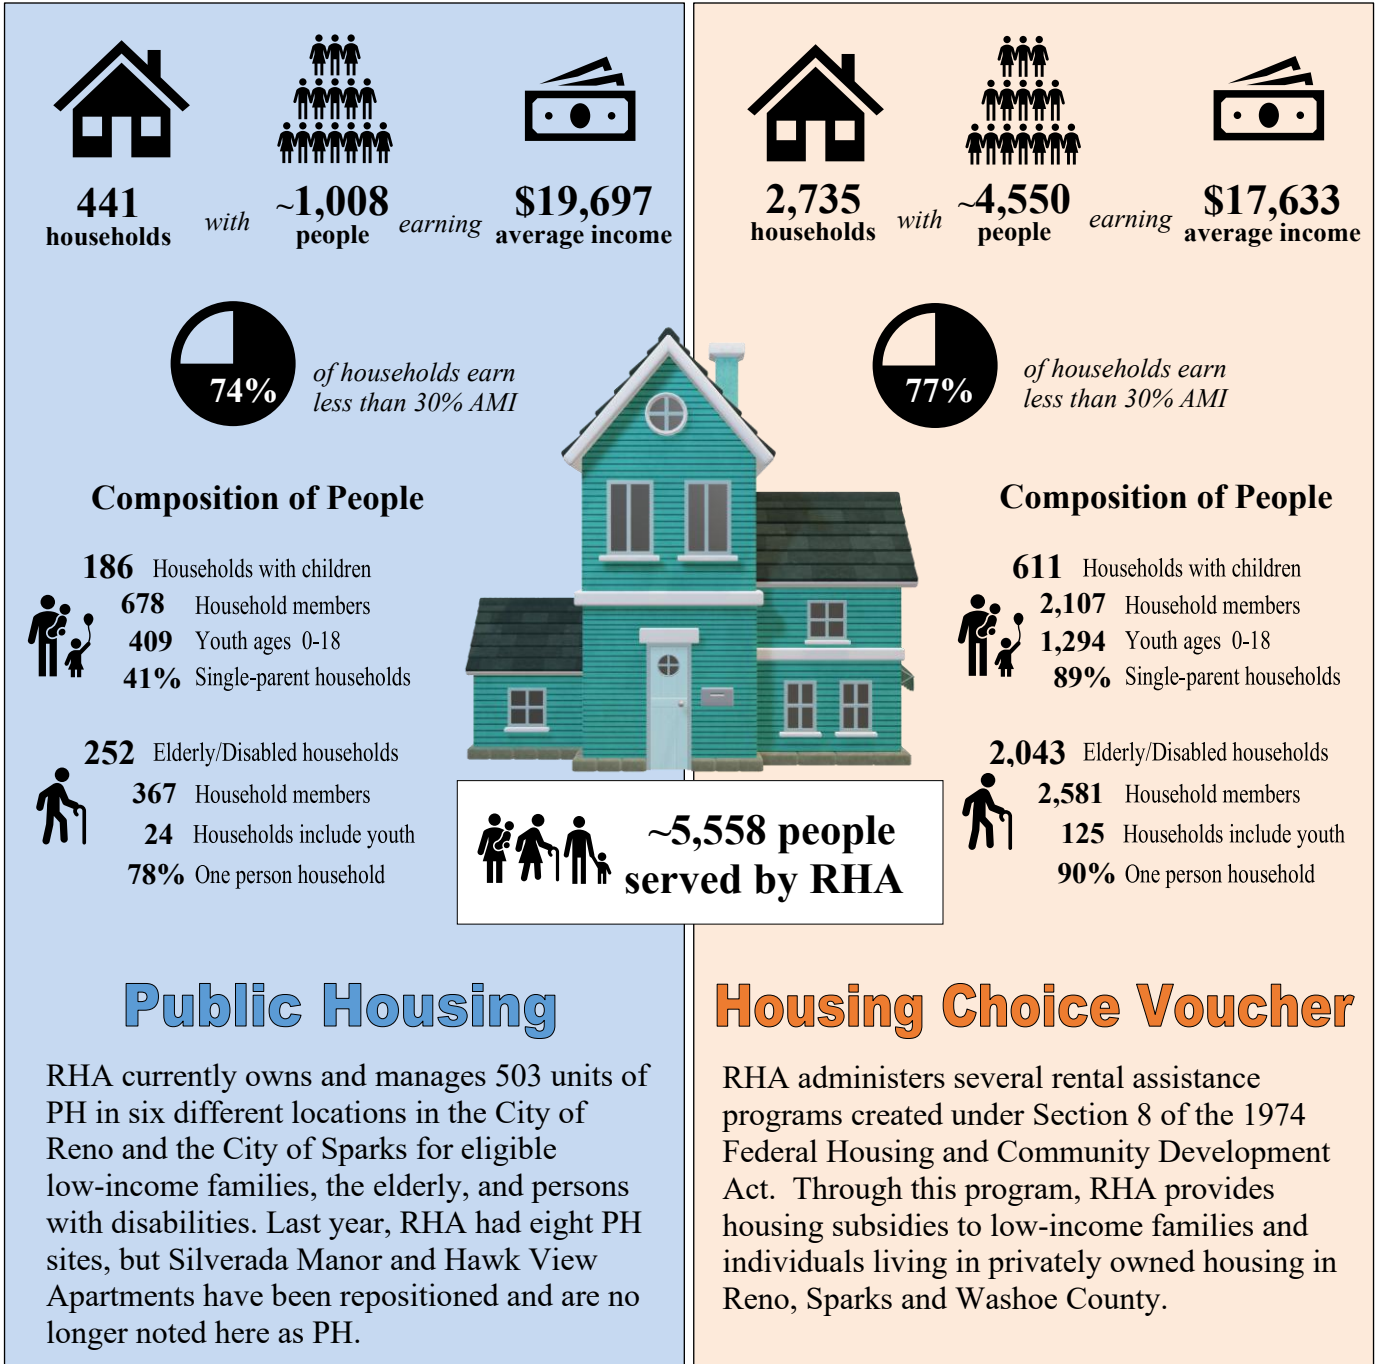 441
households
with
~1,008
people
earning
$19,697
average income
74%
of households earn
less than 30% AMI
Composition of People
186 Households with children
678 Household members
409 Youth ages 0-18
41% Single-parent households
252 Elderly/Disabled households
367 Household members
24 Households include youth
78% One person household
2,735
households
with
~4,550
people
earning
$17,633
average income
77%
of households earn
less than 30% AMI
Composition of People
611 Households with children
2,107 Household members
1,294 Youth ages 0-18
89% Single-parent households
2,043 Elderly/Disabled households
2,581 Household members
125 Households include youth
90% One person household
~5,558 people
served by RHA
Public Housing
RHA currently owns and manages 503 units of
PH in six different locations in the City of
Reno and the City of Sparks for eligible
low-income families, the elderly, and persons
with disabilities. Last year, RHA had eight PH
sites, but Silverada Manor and Hawk View
Apartments have been repositioned and are no
longer noted here as PH.
Housing Choice Voucher
RHA administers several rental assistance
programs created under Section 8 of the 1974
Federal Housing and Community Development
Act. Through this program, RHA provides
housing subsidies to low-income families and
individuals living in privately owned housing in
Reno, Sparks and Washoe County.